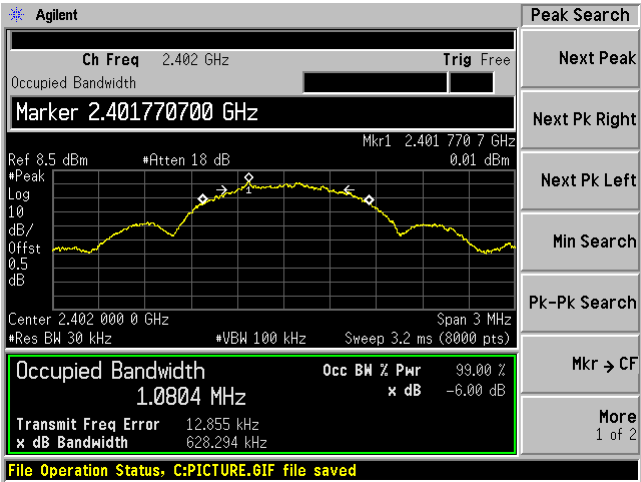 Agilent
Peak Search
Ch Freq 2.402 GHz Trig Free
Occupied Bandwidth
Marker 2.401770700 GHz
Mkr1 2.401 770 7 GHz
Ref 8.5 dBm #Atten 18 dB 0.01 dBm
#Peak
Log
10
dB/
Offst
0.5
dB
1
Center 2.402 000 0 GHz Span 3 MHz
#Res BW 30 kHz #VBW 100 kHz Sweep 3.2 ms (8000 pts)
Occupied Bandwidth Occ BW % Pwr 99.00 %
1.0804 MHz x dB -6.00 dB
Transmit Freq Error 12.855 kHz
x dB Bandwidth 628.294 kHz
File Operation Status, C:PICTURE.GIF file saved
Next Peak
Next Pk Right
Next Pk Left
Min Search
Pk-Pk Search
Mkr → CF
More
1 of 2